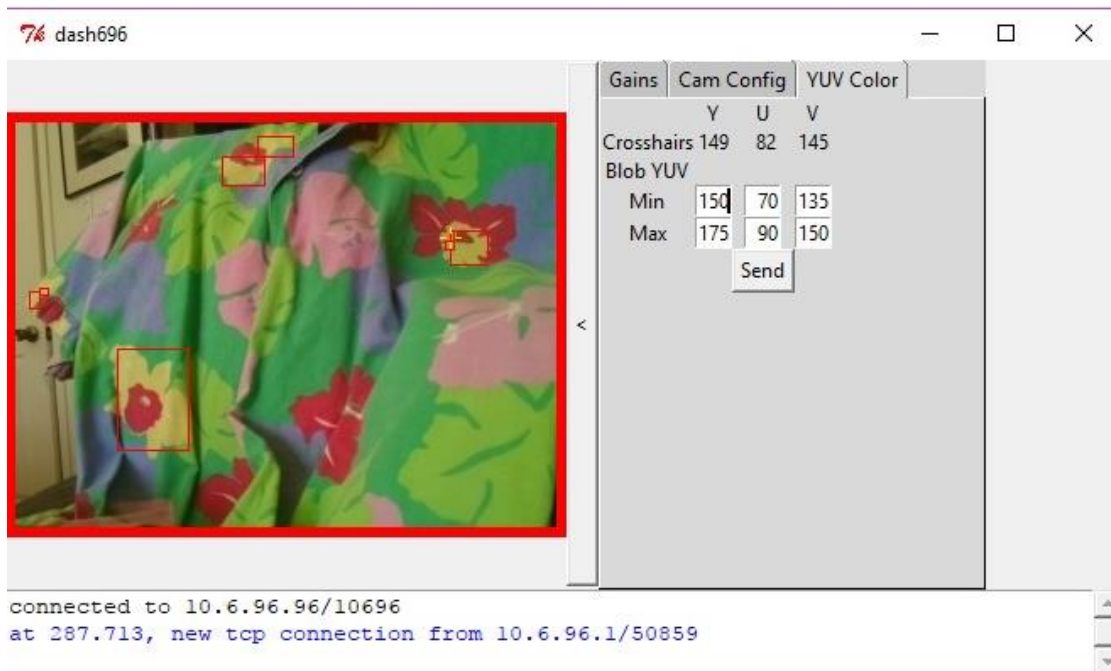 dash696
Gains Cam Config YUV Color
Y U V
Crosshairs 149 82 145
Blob YUV
Min 150 70 135
Max 175 90 150
Send
<
connected to 10.6.96.96/10696
at 287.713, new tcp connection from 10.6.96.1/50859